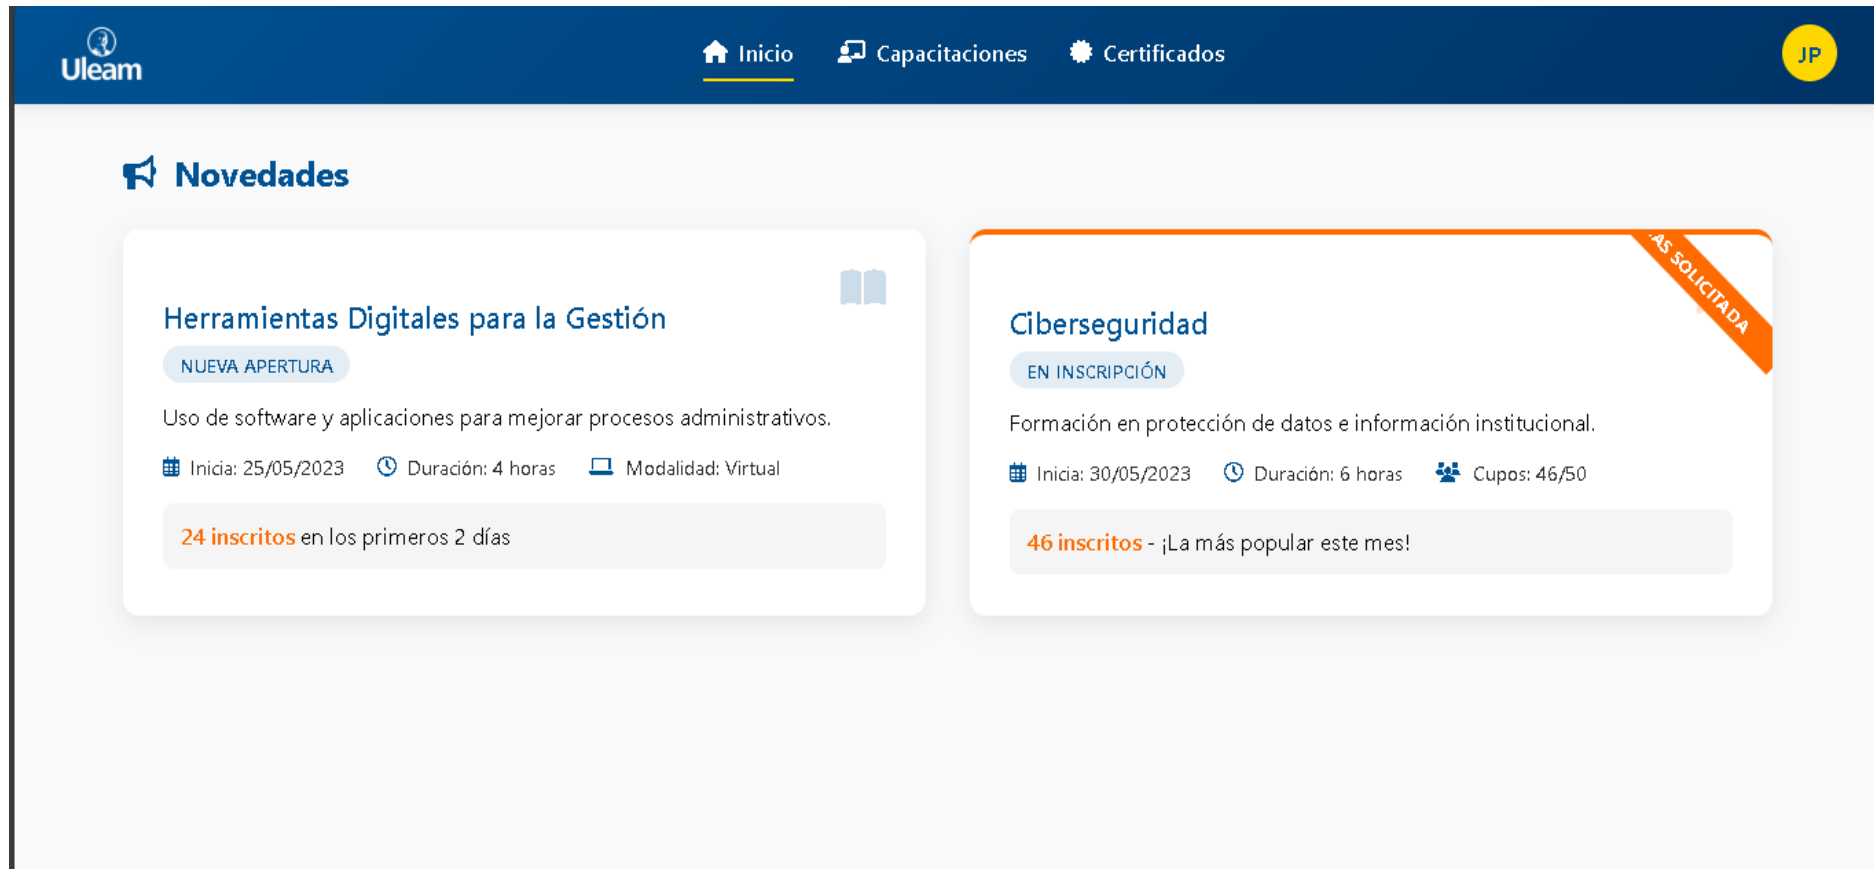 Uleam
Inicio
Capacitaciones
Certificados
JP
Novedades
Herramientas Digitales para la Gestión
NUEVA APERTURA
Uso de software y aplicaciones para mejorar procesos administrativos.
Inicia: 25/05/2023 Duración: 4 horas Modalidad: Virtual
24 inscritos en los primeros 2 días
SOLICITADA
Ciberseguridad
EN INSCRIPCIÓN
Formación en protección de datos e información institucional.
Inicia: 30/05/2023 Duración: 6 horas Cupos: 46/50
46 inscritos - ¡La más popular este mes!